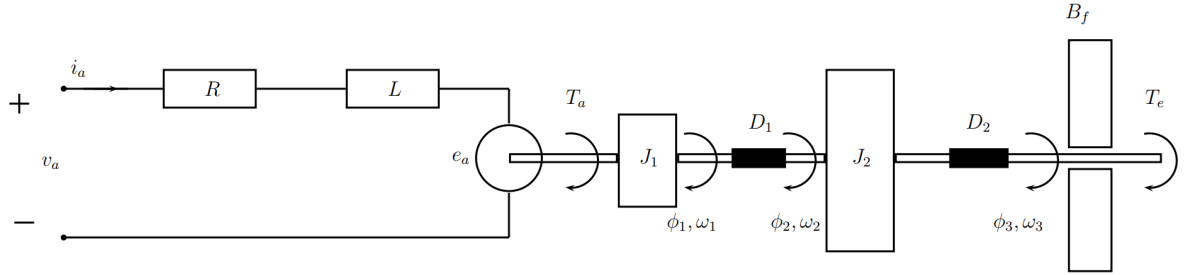 B_f
i_a
+
R
L
T_a
T_e
D_1
D_2
v_a
e_a
J_1
J_2
−
ϕ_1, ω_1
ϕ_2, ω_2
ϕ_3, ω_3